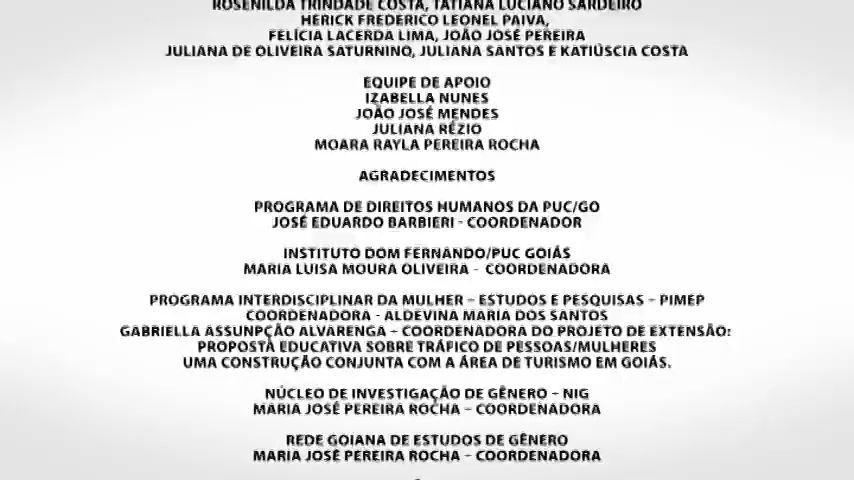 ROSENILDA TRINDADE COSTA, TATIANA LUCIANO SARDEIRO
HERICK FREDERICO LEONEL PAIVA,
FELÍCIA LACERDA LIMA, JOÃO JOSÉ PEREIRA
JULIANA DE OLIVEIRA SATURNINO, JULIANA SANTOS E KATIÚSCIA COSTA
EQUIPE DE APOIO
IZABELLA NUNES
JOÃO JOSÉ MENDES
JULIANA RÉZIO
MOARA RAYLA PEREIRA ROCHA
AGRADECIMENTOS
PROGRAMA DE DIREITOS HUMANOS DA PUC/GO
JOSÉ EDUARDO BARBIERI - COORDENADOR
INSTITUTO DOM FERNANDO/PUC GOIÁS
MARIA LUISA MOURA OLIVEIRA - COORDENADORA
PROGRAMA INTERDISCIPLINAR DA MULHER – ESTUDOS E PESQUISAS – PIMEP
COORDENADORA - ALDEVINA MARIA DOS SANTOS
GABRIELLA ASSUNPÇÃO ALVARENGA – COORDENADORA DO PROJETO DE EXTENSÃO:
PROPOSTA EDUCATIVA SOBRE TRÁFICO DE PESSOAS/MULHERES
UMA CONSTRUÇÃO CONJUNTA COM A ÁREA DE TURISMO EM GOIÁS.
NÚCLEO DE INVESTIGAÇÃO DE GÊNERO – NIG
MARIA JOSÉ PEREIRA ROCHA – COORDENADORA
REDE GOIANA DE ESTUDOS DE GÊNERO
MARIA JOSÉ PEREIRA ROCHA – COORDENADORA